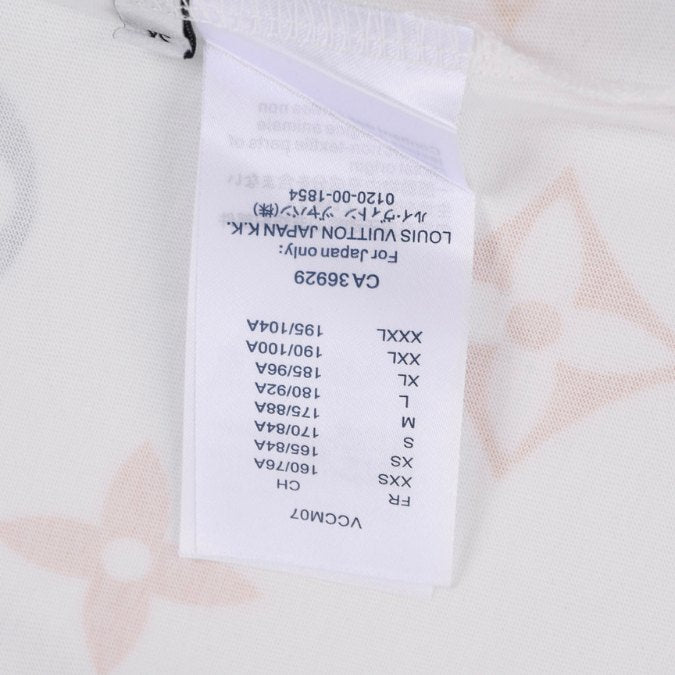 VCCM07
FR CH
XXS 160/76A
XS 165/84A
S 170/84A
M 175/88A
L 180/92A
XL 185/96A
XXL 190/100A
XXXL 195/104A
CA 36929
For Japan only:
LOUIS VUITTON JAPAN K.K.
ルイ・ヴィトン ジャパン(株)
0120-00-1854